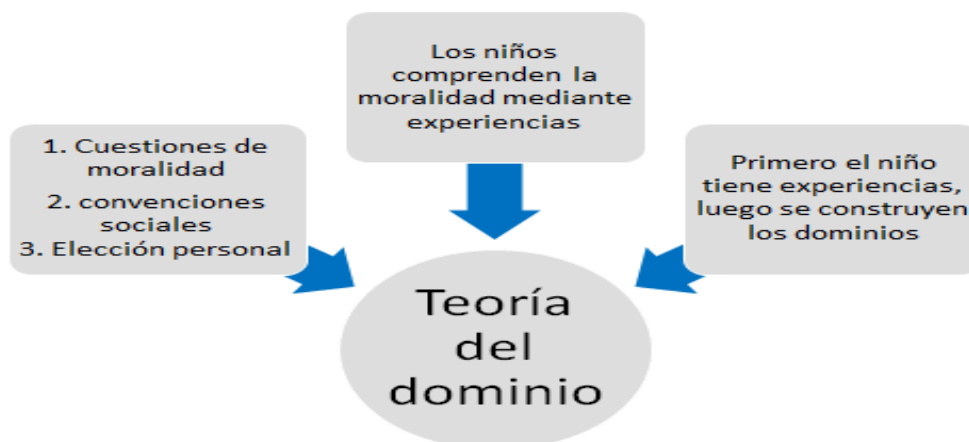 Los niños
comprenden la
moralidad mediante
experiencias
1. Cuestiones de
moralidad
2. convenciones
sociales
3. Elección personal
Primero el niño
tiene experiencias,
luego se construyen
los dominios
Teoría
del
dominio